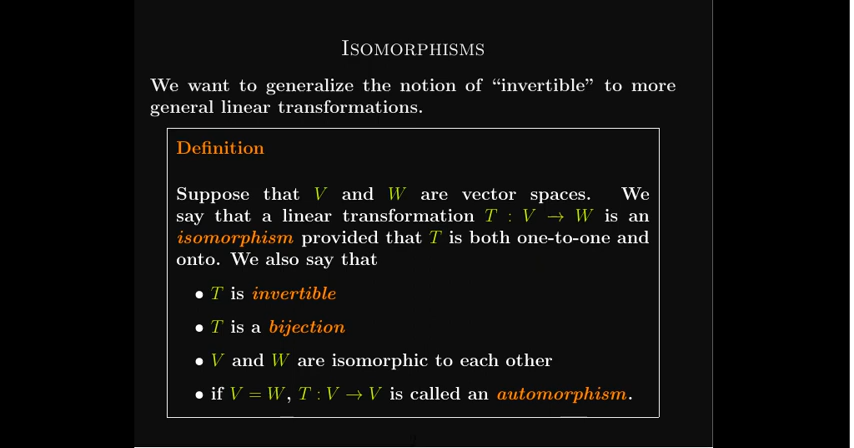 Isomorphisms
We want to generalize the notion of “invertible” to more
general linear transformations.
Definition
Suppose that V and W are vector spaces. We
say that a linear transformation T : V → W is an
isomorphism provided that T is both one-to-one and
onto. We also say that
• T is invertible
• T is a bijection
• V and W are isomorphic to each other
• if V = W, T : V → V is called an automorphism.